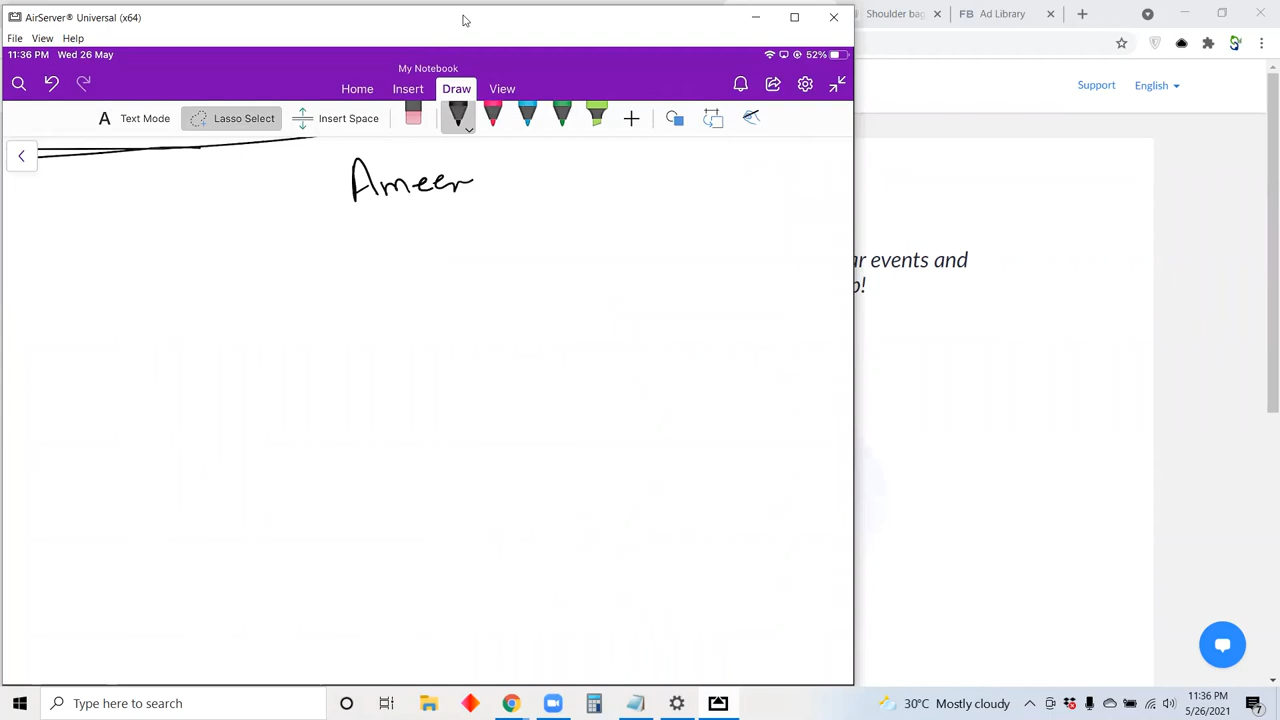 AirServer® Universal (x64)
Shoulder bag
FB Ad Library
File View Help
11:36 PM Wed 26 May
52%
My Notebook
Home Insert Draw View
Support English
A Text Mode Lasso Select Insert Space
Ameer
ar events and
p!
Type here to search
30°C Mostly cloudy
11:36 PM
5/26/2021
7